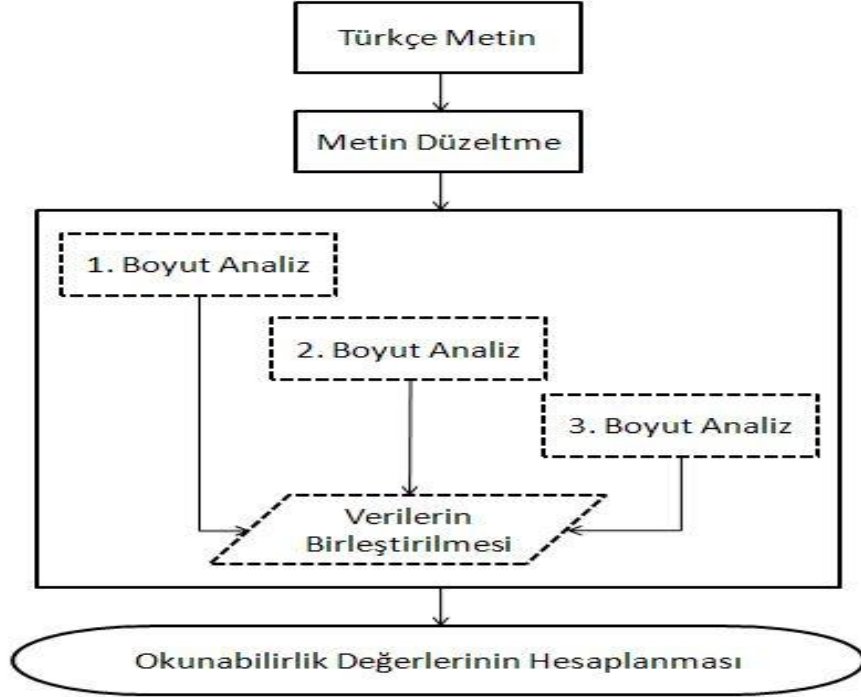 Türkçe Metin
Metin Düzeltme
1. Boyut Analiz
2. Boyut Analiz
3. Boyut Analiz
Verilerin
Birleştirilmesi
Okunabilirlik Değerlerinin Hesaplanması